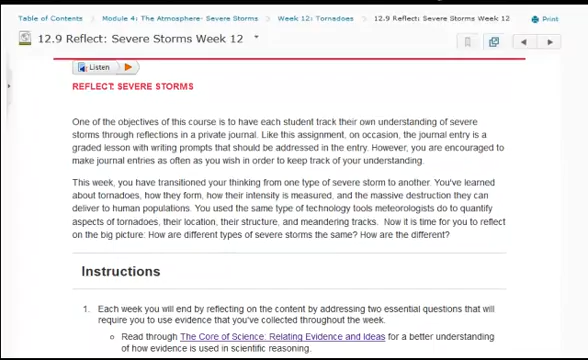 Table of Contents > Module 4: The Atmosphere- Severe Storms > Week 12: Tornadoes > 12.9 Reflect: Severe Storms Week 12 Print
12.9 Reflect: Severe Storms Week 12
Listen
REFLECT: SEVERE STORMS
One of the objectives of this course is to have each student track their own understanding of severe
storms through reflections in a private journal. Like this assignment, on occasion, the journal entry is a
graded lesson with writing prompts that should be addressed in the entry. However, you are encouraged to
make journal entries as often as you wish in order to keep track of your understanding.
This week, you have transitioned your thinking from one type of severe storm to another. You've learned
about tornadoes, how they form, how their intensity is measured, and the massive destruction they can
deliver to human populations. You used the same type of technology tools meteorologists do to quantify
aspects of tornadoes, their location, their structure, and meandering tracks. Now it is time for you to reflect
on the big picture: How are different types of severe storms the same? How are the different?
Instructions
1. Each week you will end by reflecting on the content by addressing two essential questions that will
require you to use evidence that you've collected throughout the week.
Read through The Core of Science: Relating Evidence and Ideas for a better understanding
of how evidence is used in scientific reasoning.